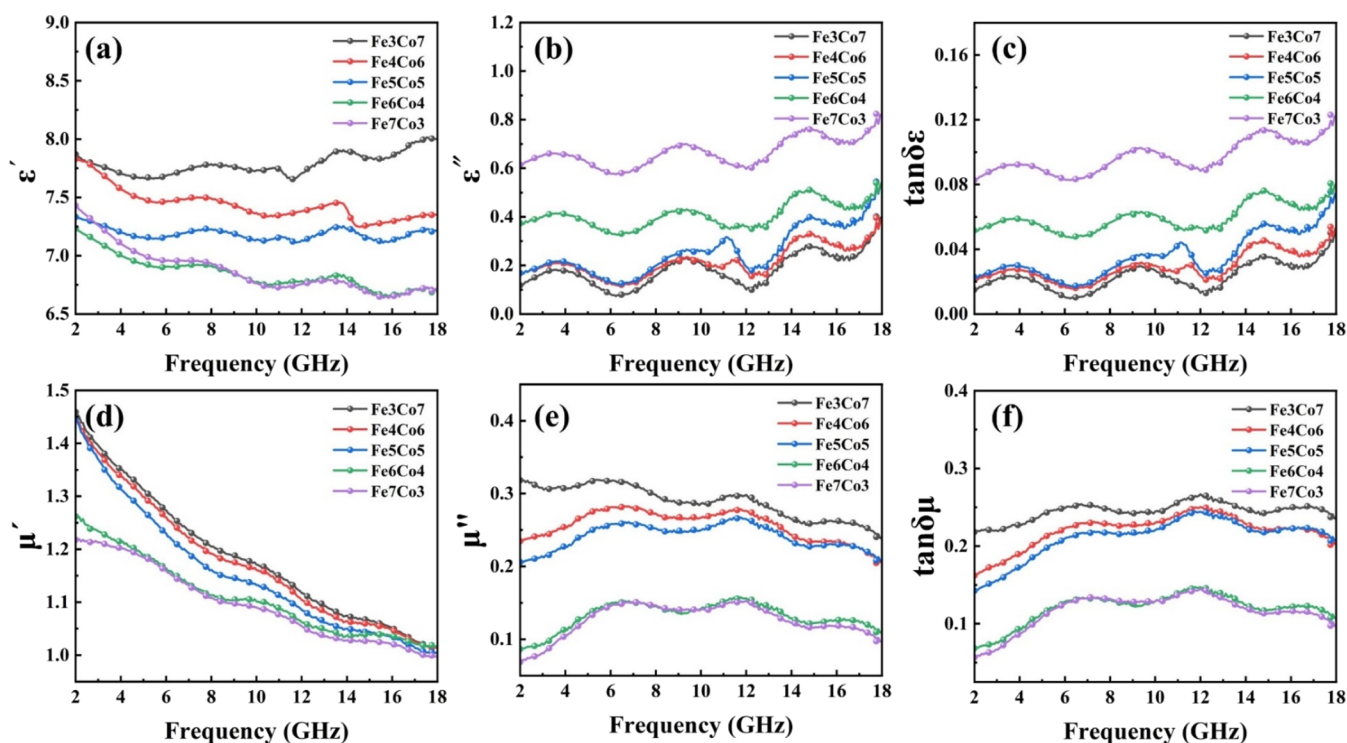 (a)
Fe3Co7
Fe4Co6
Fe5Co5
Fe6Co4
Fe7Co3
9.0
8.5
8.0
7.5
7.0
6.5
ε′
2 4 6 8 10 12 14 16 18
Frequency (GHz)
(b)
Fe3Co7
Fe4Co6
Fe5Co5
Fe6Co4
Fe7Co3
1.2
1.0
0.8
0.6
0.4
0.2
0.0
ε″
2 4 6 8 10 12 14 16 18
Frequency (GHz)
(c)
Fe3Co7
Fe4Co6
Fe5Co5
Fe6Co4
Fe7Co3
0.16
0.12
0.08
0.04
0.00
tanδε
2 4 6 8 10 12 14 16 18
Frequency (GHz)
(d)
Fe3Co7
Fe4Co6
Fe5Co5
Fe6Co4
Fe7Co3
1.5
1.4
1.3
1.2
1.1
1.0
μ′
2 4 6 8 10 12 14 16 18
Frequency (GHz)
(e)
Fe3Co7
Fe4Co6
Fe5Co5
Fe6Co4
Fe7Co3
0.4
0.3
0.2
0.1
μ''
2 4 6 8 10 12 14 16 18
Frequency (GHz)
(f)
Fe3Co7
Fe4Co6
Fe5Co5
Fe6Co4
Fe7Co3
0.4
0.3
0.2
0.1
tanδμ
2 4 6 8 10 12 14 16 18
Frequency (GHz)